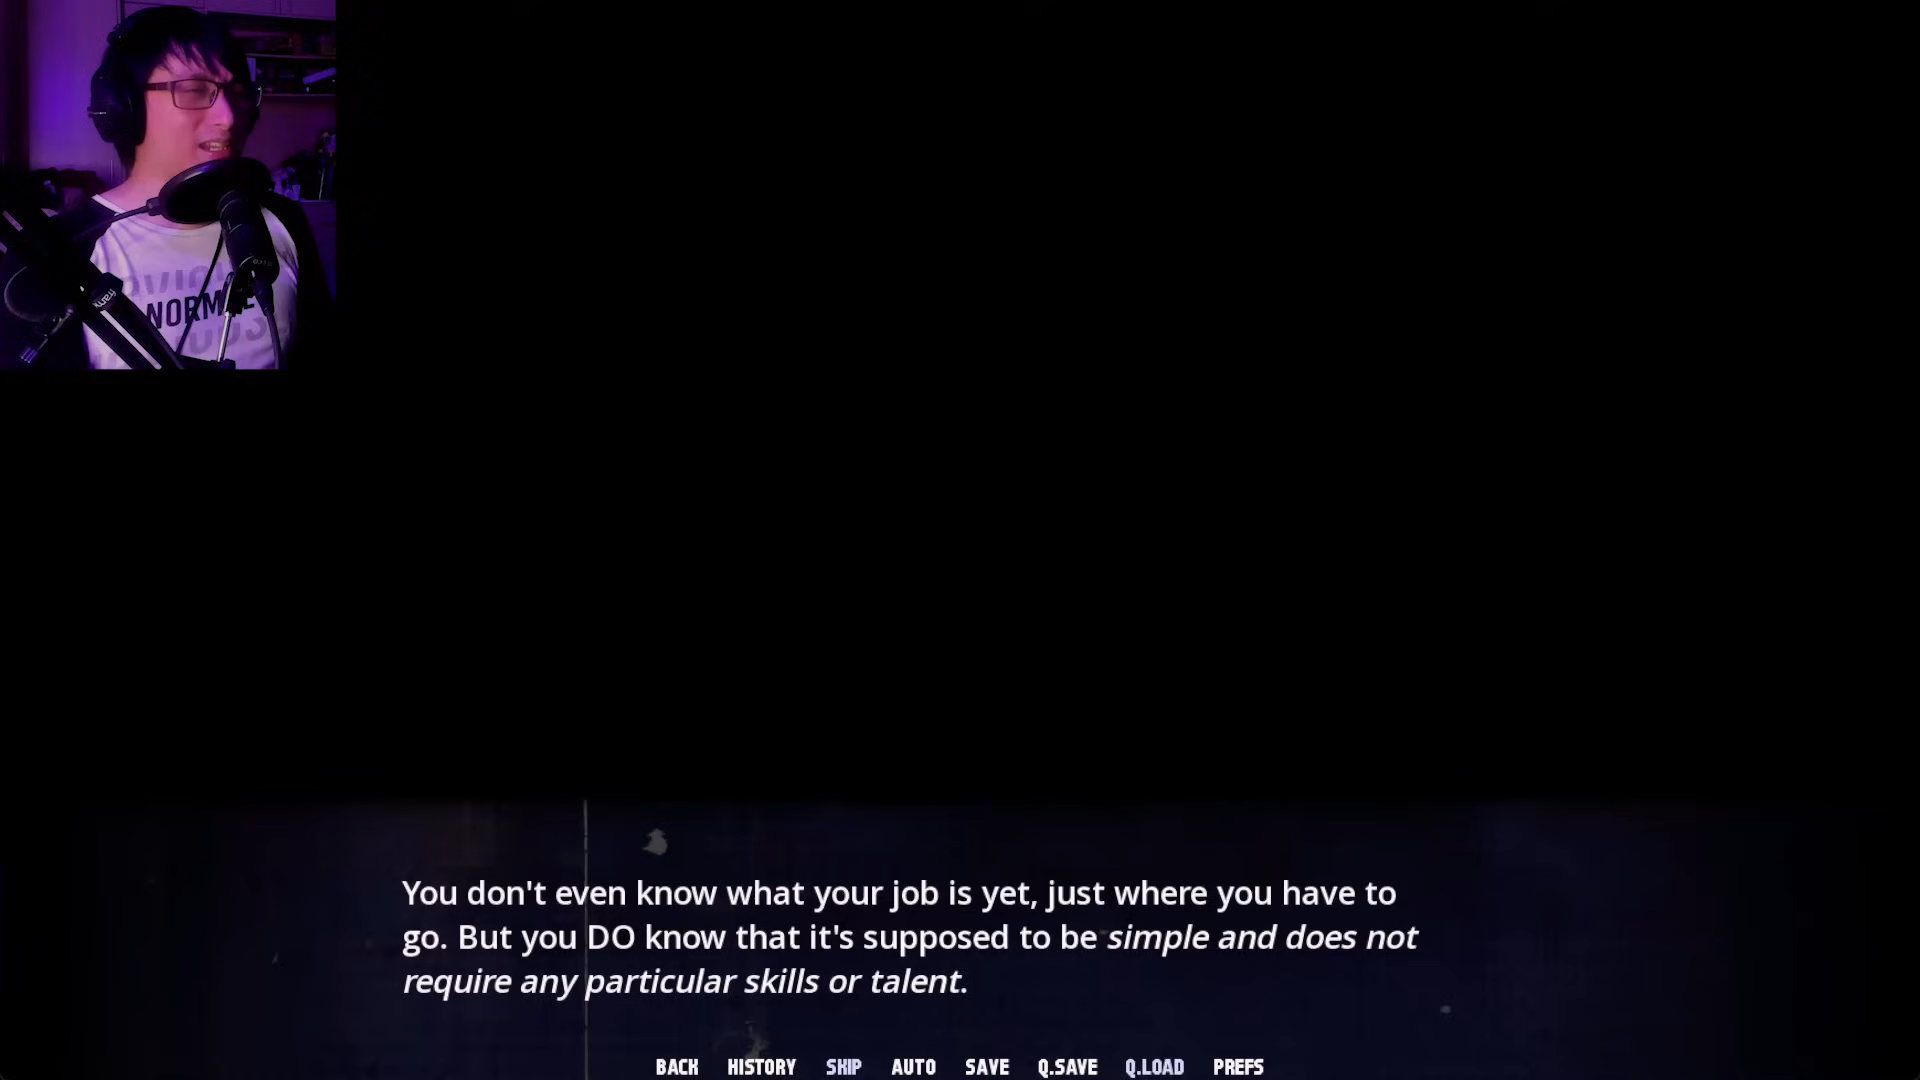 NORM
You don't even know what your job is yet, just where you have to
go. But you DO know that it's supposed to be simple and does not
require any particular skills or talent.
BACK HISTORY SKIP AUTO SAVE Q.SAVE Q.LOAD PREFS